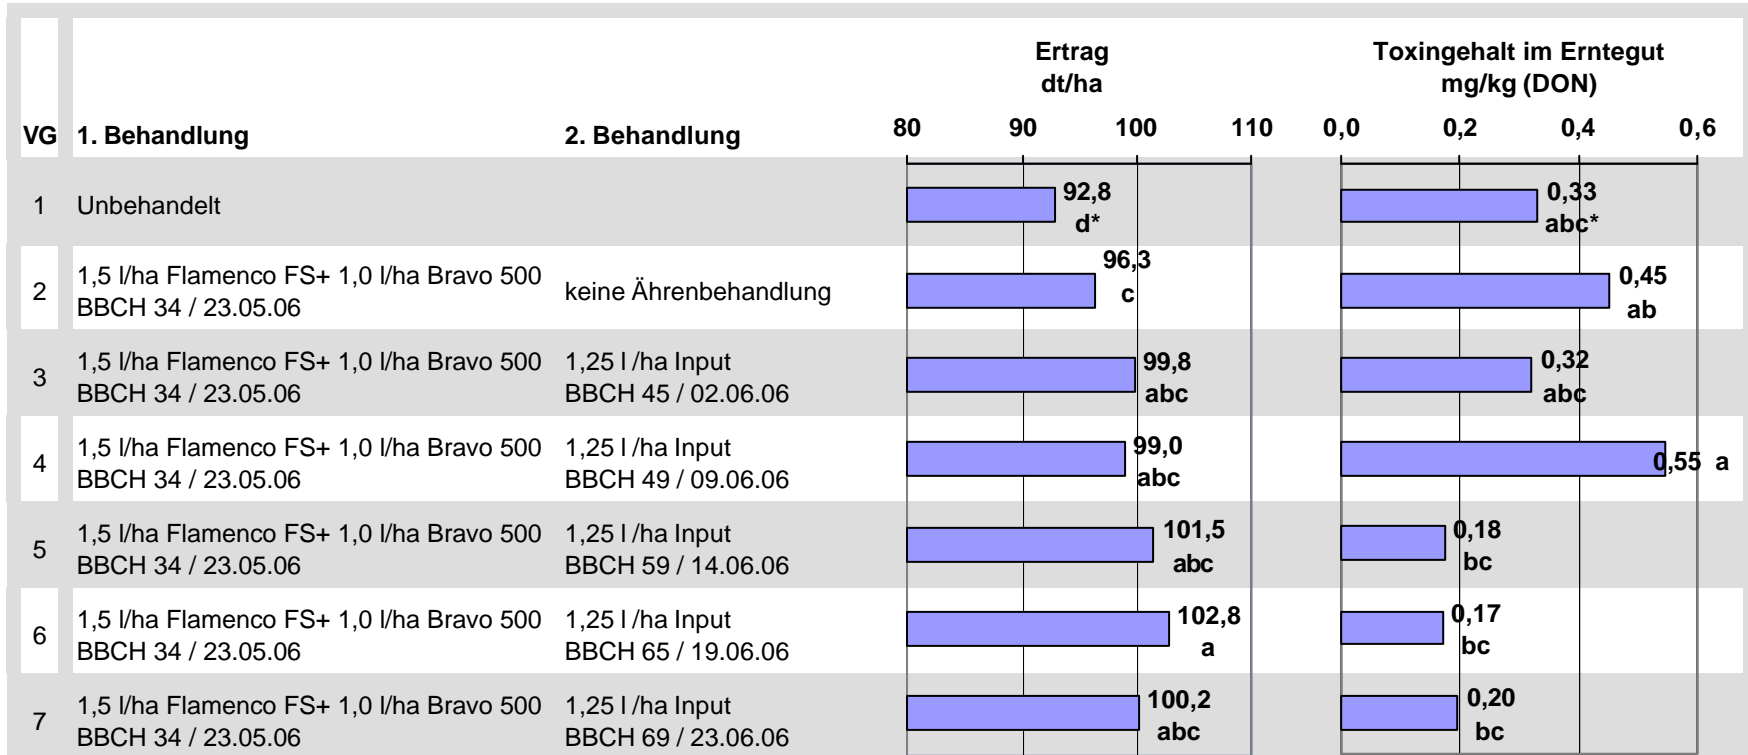 Ertrag
dt/ha
Toxingehalt im Erntegut
mg/kg (DON)
VG 1. Behandlung 2. Behandlung 80 90 100 110 0,0 0,2 0,4 0,6
1 Unbehandelt 92,8 d* 0,33 abc*
2 1,5 l/ha Flamenco FS+ 1,0 l/ha Bravo 500
BBCH 34 / 23.05.06
keine Ährenbehandlung
96,3
c
0,45
ab
3 1,5 l/ha Flamenco FS+ 1,0 l/ha Bravo 500
BBCH 34 / 23.05.06
1,25 l /ha Input
BBCH 45 / 02.06.06
99,8
abc
0,32
abc
4 1,5 l/ha Flamenco FS+ 1,0 l/ha Bravo 500
BBCH 34 / 23.05.06
1,25 l /ha Input
BBCH 49 / 09.06.06
99,0
abc
0,55 a
5 1,5 l/ha Flamenco FS+ 1,0 l/ha Bravo 500
BBCH 34 / 23.05.06
1,25 l /ha Input
BBCH 59 / 14.06.06
101,5
abc
0,18
bc
6 1,5 l/ha Flamenco FS+ 1,0 l/ha Bravo 500
BBCH 34 / 23.05.06
1,25 l /ha Input
BBCH 65 / 19.06.06
102,8
a
0,17
bc
7 1,5 l/ha Flamenco FS+ 1,0 l/ha Bravo 500
BBCH 34 / 23.05.06
1,25 l /ha Input
BBCH 69 / 23.06.06
100,2
abc
0,20
bc